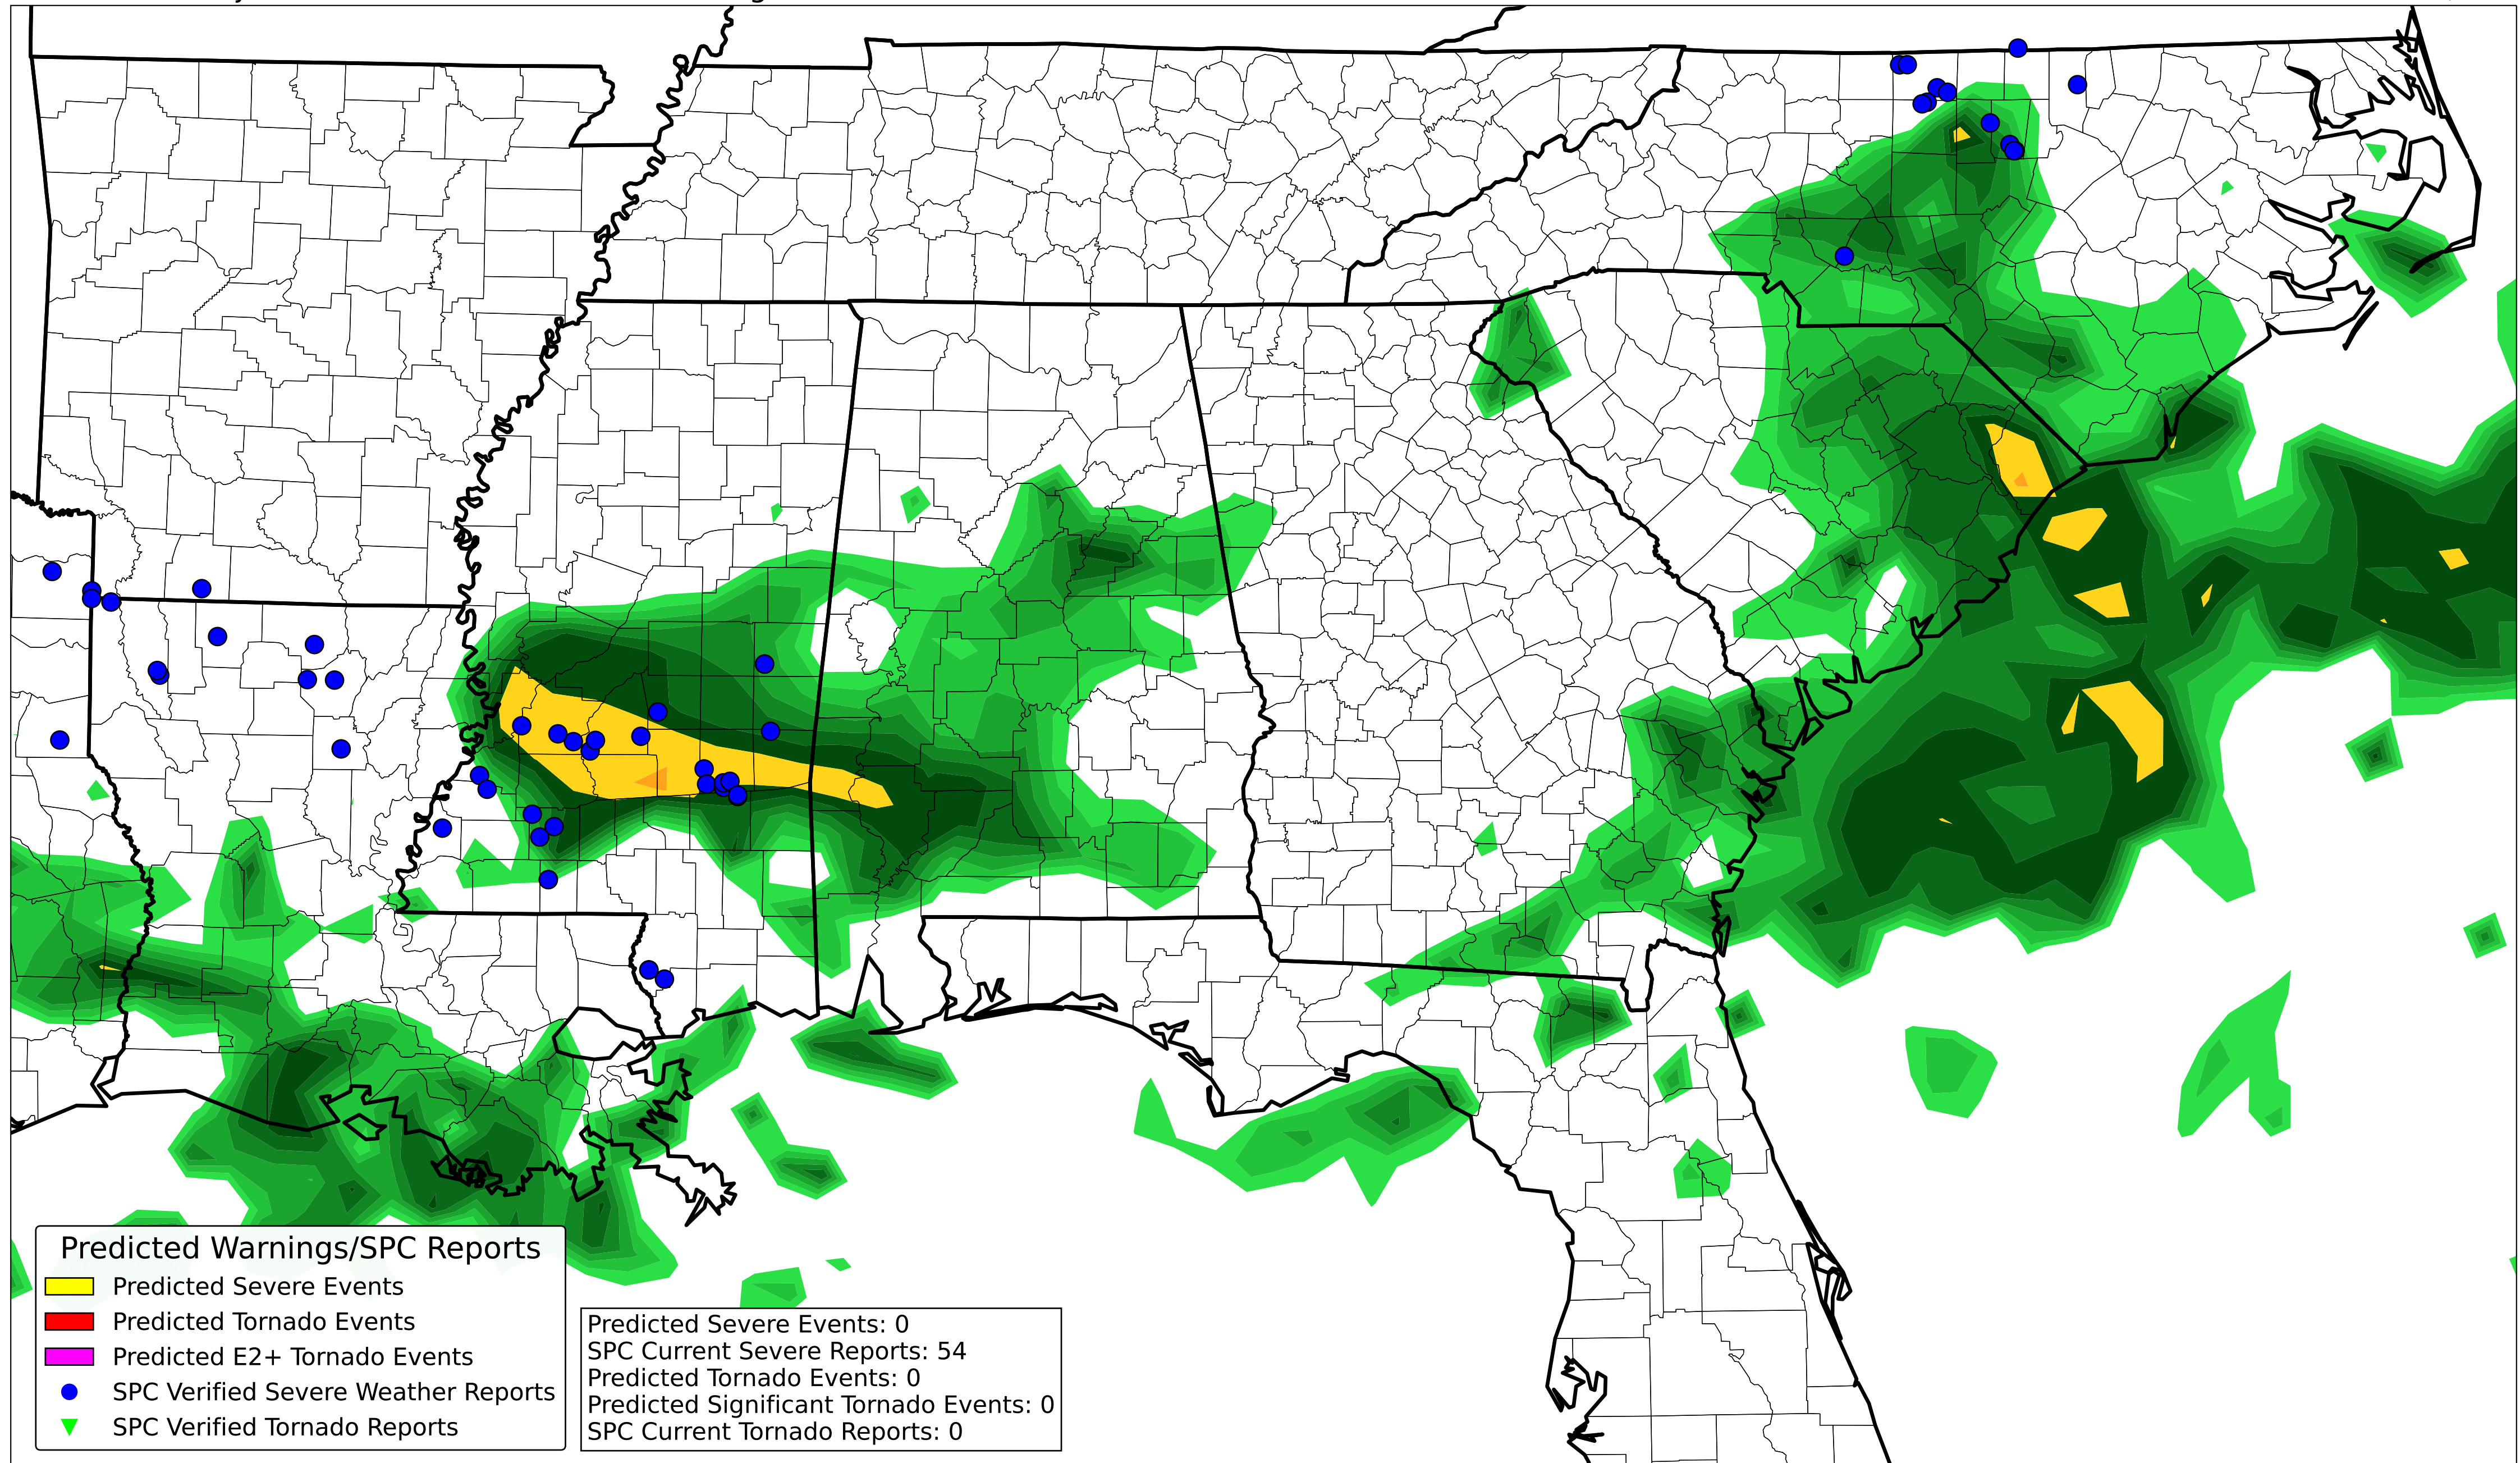 Predicted Warnings/SPC Reports
Predicted Severe Events
Predicted Tornado Events
Predicted E2+ Tornado Events
SPC Verified Severe Weather Reports
SPC Verified Tornado Reports
Predicted Severe Events: 0
SPC Current Severe Reports: 54
Predicted Tornado Events: 0
Predicted Significant Tornado Events: 0
SPC Current Tornado Reports: 0